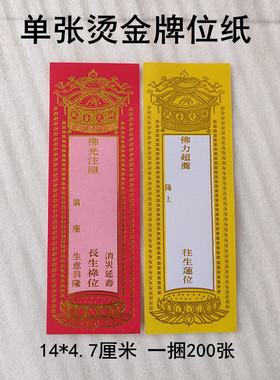 单张烫金牌位纸
佛光注照
第 座
消災延壽
長生祿位
生意興隆
佛力超薦
陽上
往生蓮位
14*4.7厘米 一捆200张